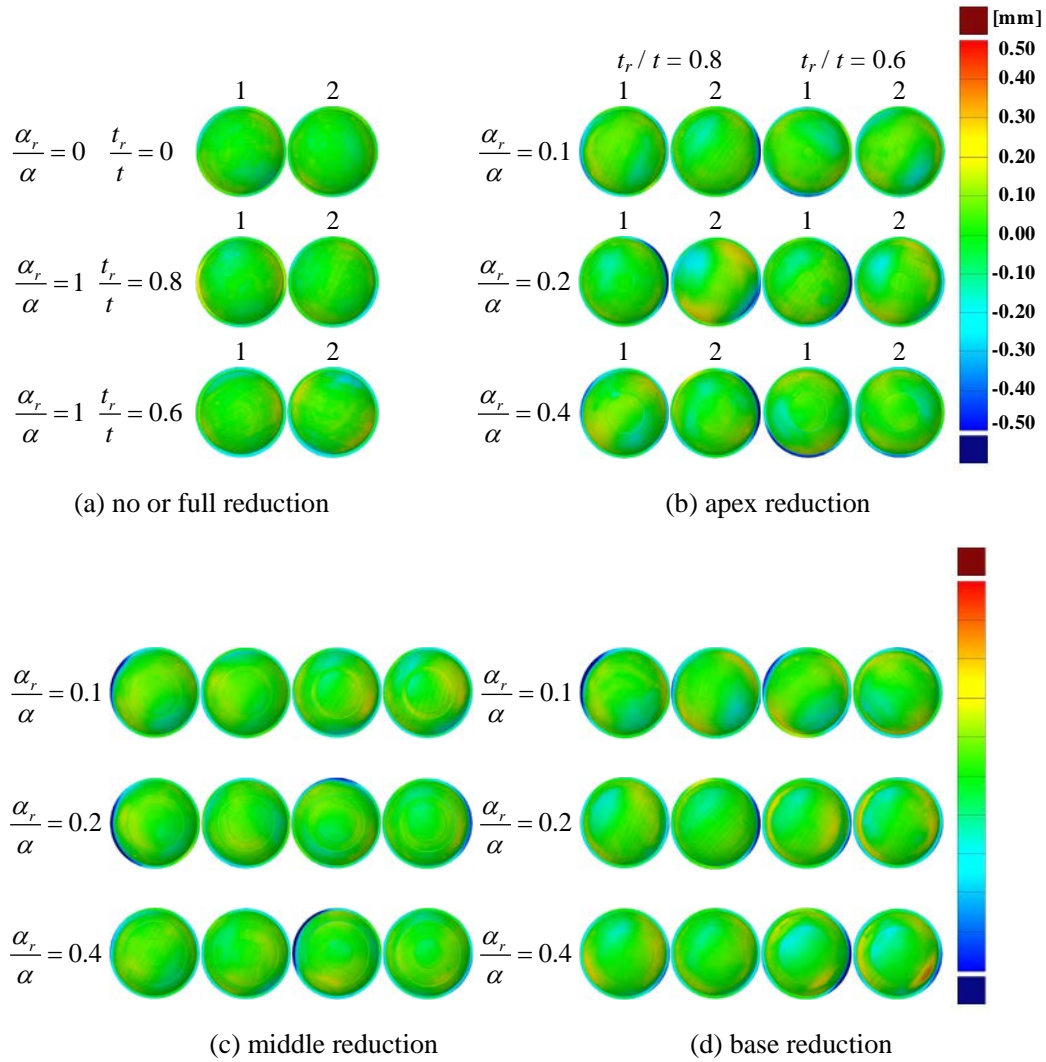 [mm]
0.50
0.40
0.30
0.20
0.10
0.00
-0.10
-0.20
-0.30
-0.40
-0.50
1 2
α_r/α = 0 t_r/t = 0
1 2
α_r/α = 1 t_r/t = 0.8
1 2
α_r/α = 1 t_r/t = 0.6
(a) no or full reduction
t_r / t = 0.8 t_r / t = 0.6
1 2 1 2
α_r/α = 0.1
1 2 1 2
α_r/α = 0.2
1 2 1 2
α_r/α = 0.4
(b) apex reduction
α_r/α = 0.1
α_r/α = 0.2
α_r/α = 0.4
(c) middle reduction
α_r/α = 0.1
α_r/α = 0.2
α_r/α = 0.4
(d) base reduction